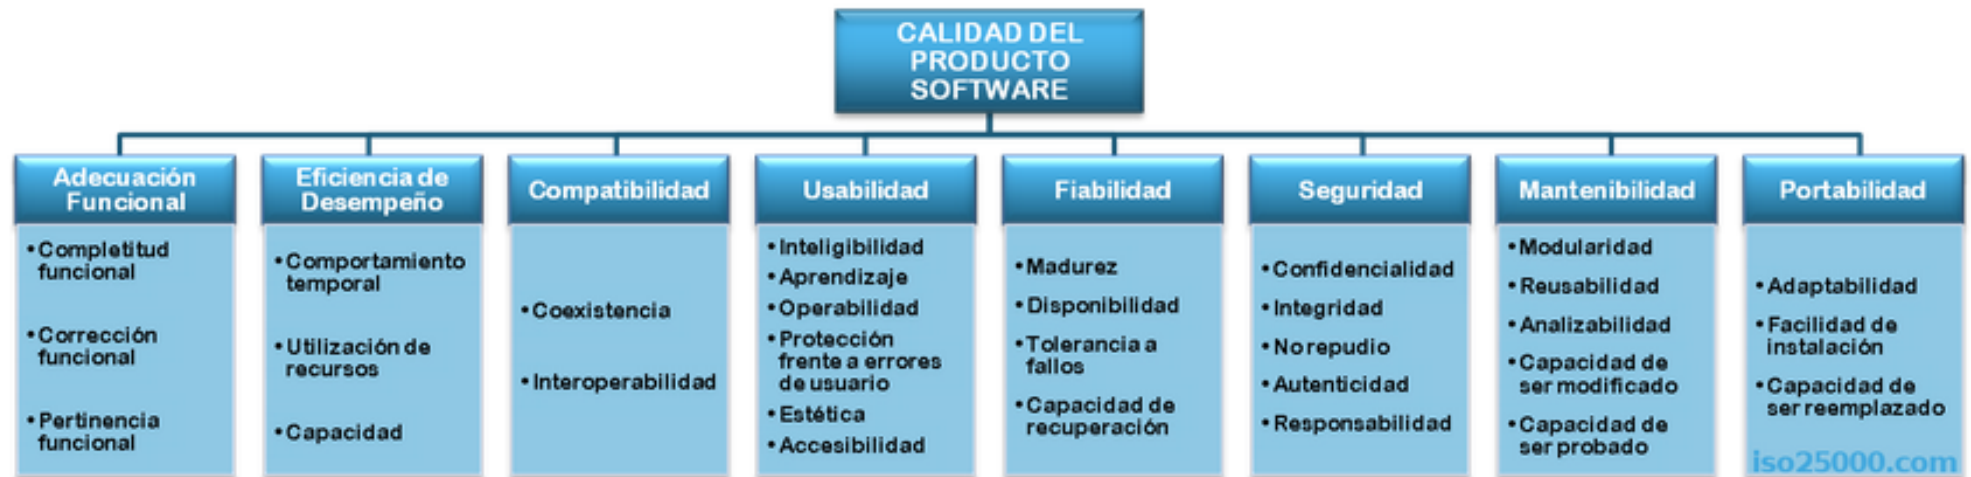 CALIDAD DEL
PRODUCTO
SOFTWARE
Adecuación
Funcional
• Completitud
funcional
• Corrección
funcional
• Pertinencia
funcional
Eficiencia de
Desempeño
• Comportamiento
temporal
• Utilización de
recursos
• Capacidad
Compatibilidad
• Coexistencia
• Interoperabilidad
Usabilidad
• Inteligibilidad
• Aprendizaje
• Operabilidad
• Protección
frente a errores
de usuario
• Estética
• Accesibilidad
Fiabilidad
• Madurez
• Disponibilidad
• Tolerancia a
fallos
• Capacidad de
recuperación
Seguridad
• Confidencialidad
• Integridad
• No repudio
• Autenticidad
• Responsabilidad
Mantenibilidad
• Modularidad
• Reusabilidad
• Analizabilidad
• Capacidad de
ser modificado
• Capacidad de
ser probado
Portabilidad
• Adaptabilidad
• Facilidad de
instalación
• Capacidad de
ser reemplazado
iso25000.com